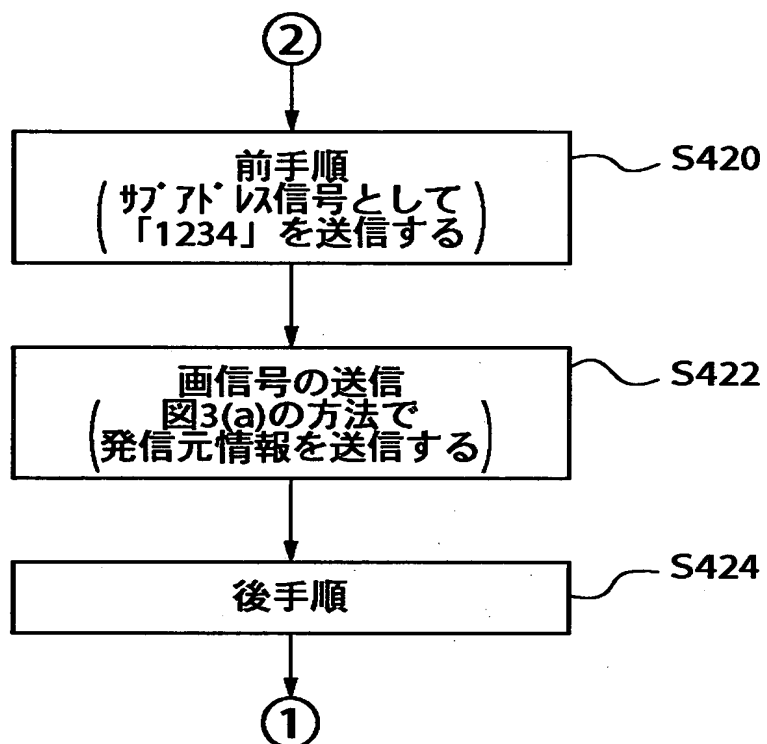 ②
前手順
(ｻﾌﾞｱﾄﾞﾚｽ信号として
「1234」を送信する)
S420
画信号の送信
(図3(a)の方法で
発信元情報を送信する)
S422
後手順
S424
①